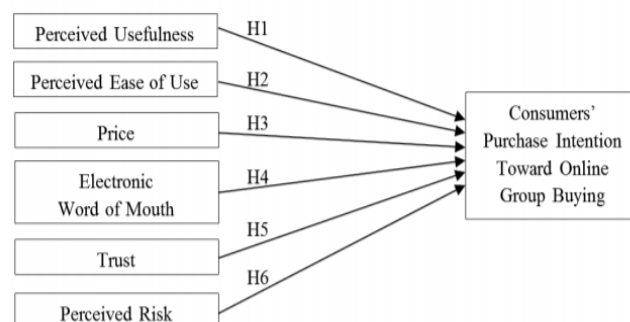 Perceived Usefulness
H1
Perceived Ease of Use
H2
Price
H3
Electronic
Word of Mouth
H4
Trust
H5
Perceived Risk
H6
Consumers’
Purchase Intention
Toward Online
Group Buying